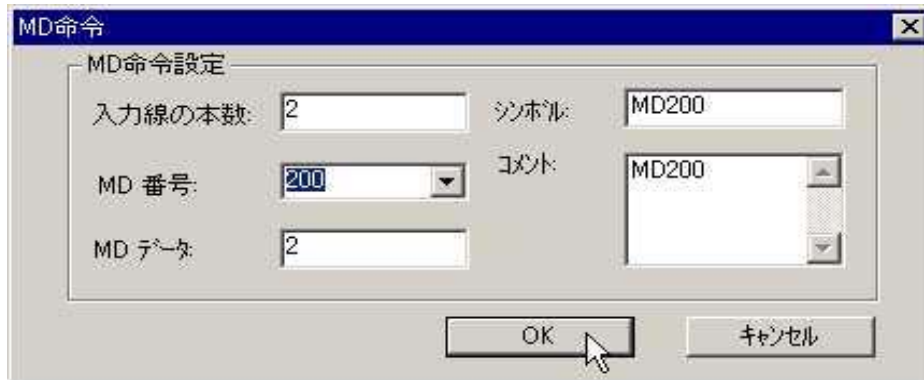 MD命令
MD命令設定
入力線の本数: 2
シンボル: MD200
MD 番号: 200
コメント: MD200
MD データ: 2
OK
キャンセル